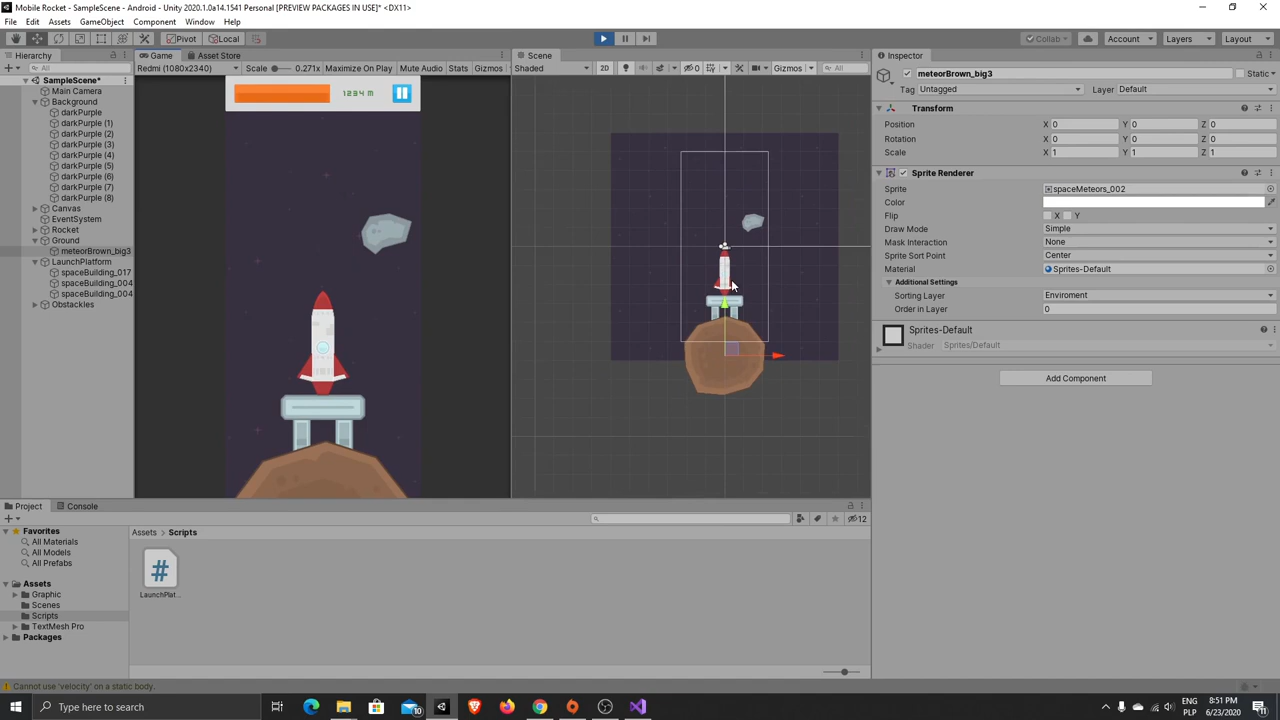 Mobile Rocket - SampleScene - Android - Unity 2020.1.0a14.1541 Personal [PREVIEW PACKAGES IN USE]* <DX11>
File Edit Assets GameObject Component Window Help
Pivot Local Collab Account Layers Layout
Hierarchy
All
SampleScene*
Main Camera
Background
darkPurple
darkPurple (1)
darkPurple (2)
darkPurple (3)
darkPurple (4)
darkPurple (5)
darkPurple (6)
darkPurple (7)
darkPurple (8)
Canvas
EventSystem
Rocket
Ground
meteorBrown_big3
LaunchPlatform
spaceBuilding_017
spaceBuilding_004
spaceBuilding_004
Obstackles
Game Asset Store
Redmi (1080x2340) Scale 0.271x Maximize On Play Mute Audio Stats Gizmos
1234 M
Scene
Shaded 2D 0 Gizmos All
Inspector
meteorBrown_big3 Static
Tag Untagged Layer Default
Transform
Position X 0 Y 0 Z 0
Rotation X 0 Y 0 Z 0
Scale X 1 Y 1 Z 1
Sprite Renderer
Sprite spaceMeteors_002
Color
Flip X Y
Draw Mode Simple
Mask Interaction None
Sprite Sort Point Center
Material Sprites-Default
Additional Settings
Sorting Layer Enviroment
Order in Layer 0
Sprites-Default
Shader Sprites/Default
Add Component
Project Console
12
Favorites
All Materials
All Models
All Prefabs
Assets
Graphic
Scenes
Scripts
TextMesh Pro
Packages
Assets > Scripts
#
LaunchPlat...
Cannot use 'velocity' on a static body.
Type here to search
10
ENG
PLP
8:51 PM
6/23/2020